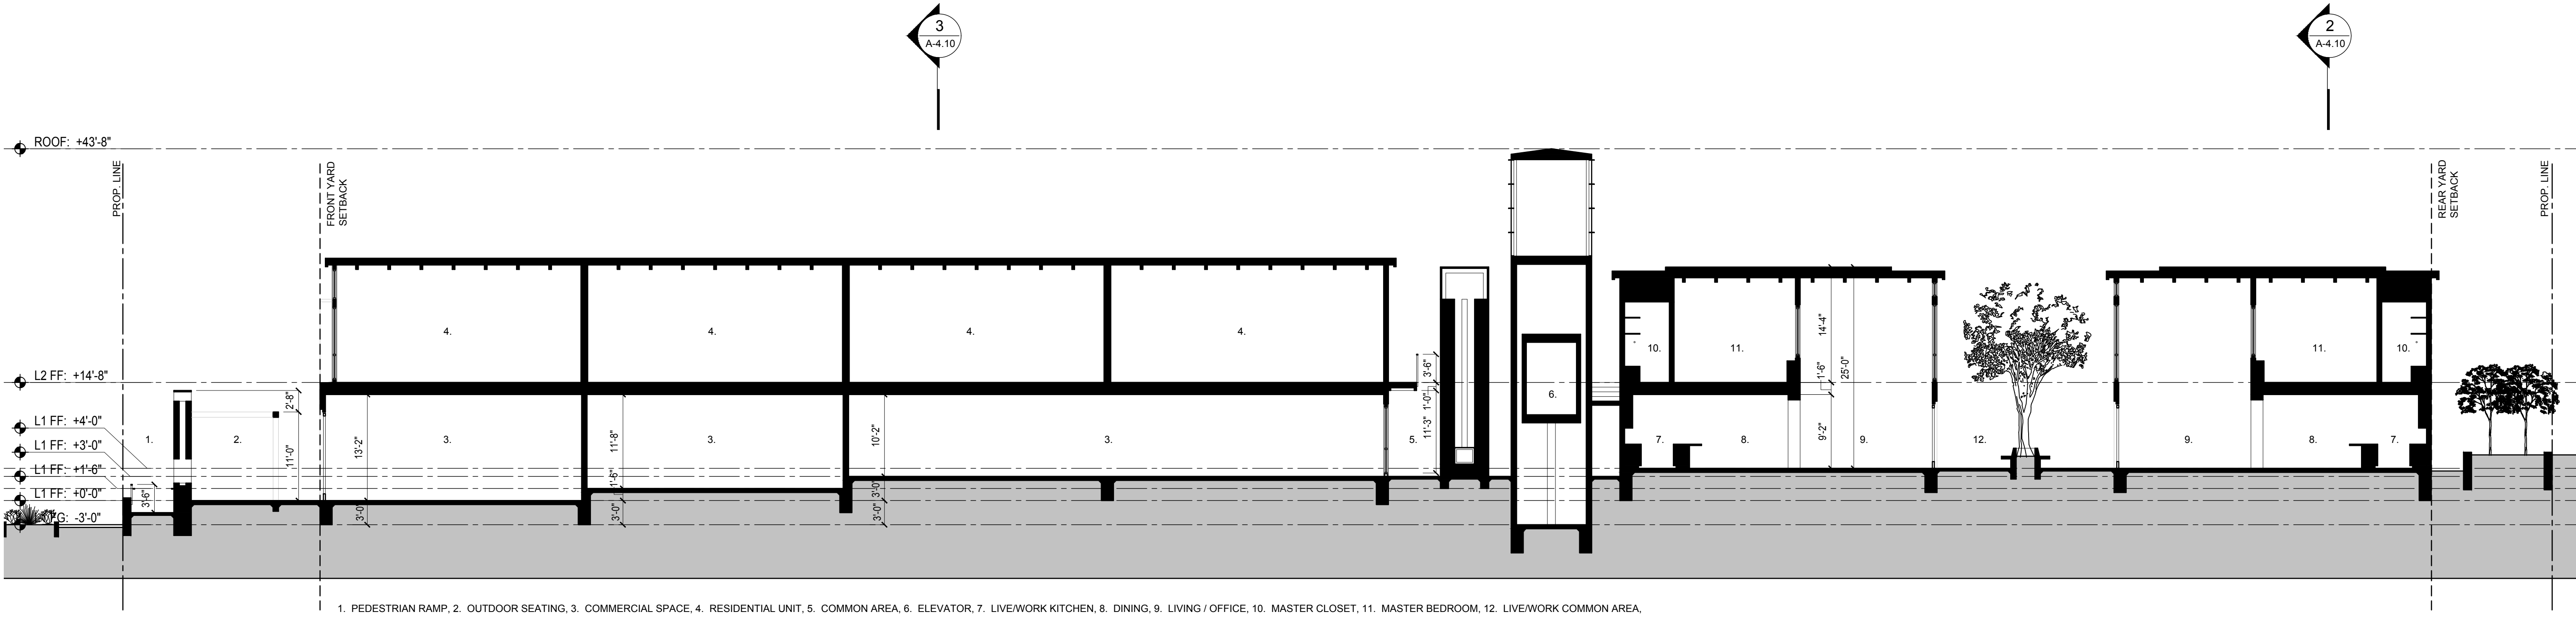 3
A-4.10
2
A-4.10
ROOF: +43'-8"
PROP. LINE
FRONT YARD
SETBACK
REAR YARD
SETBACK
PROP. LINE
4.
4.
4.
4.
10.
11.
14'-4"
1'-6"
25'-0"
11.
10.
L2 FF: +14'-8"
3'-6"
1'-0"
11'-3"
6.
L1 FF: +4'-0"
L1 FF: +3'-0"
L1 FF: +1'-6"
L1 FF: +0'-0"
FG: -3'-0"
1.
3'-6"
2.
2'-8"
11'-0"
13'-2"
3'-0"
3.
11'-8"
1'-6"
3'-0"
3.
10'-2"
3'-0"
3'-0"
3.
5.
7.
8.
9'-2"
9.
12.
9.
8.
7.
1. PEDESTRIAN RAMP, 2. OUTDOOR SEATING, 3. COMMERCIAL SPACE, 4. RESIDENTIAL UNIT, 5. COMMON AREA, 6. ELEVATOR, 7. LIVE/WORK KITCHEN, 8. DINING, 9. LIVING / OFFICE, 10. MASTER CLOSET, 11. MASTER BEDROOM, 12. LIVE/WORK COMMON AREA,